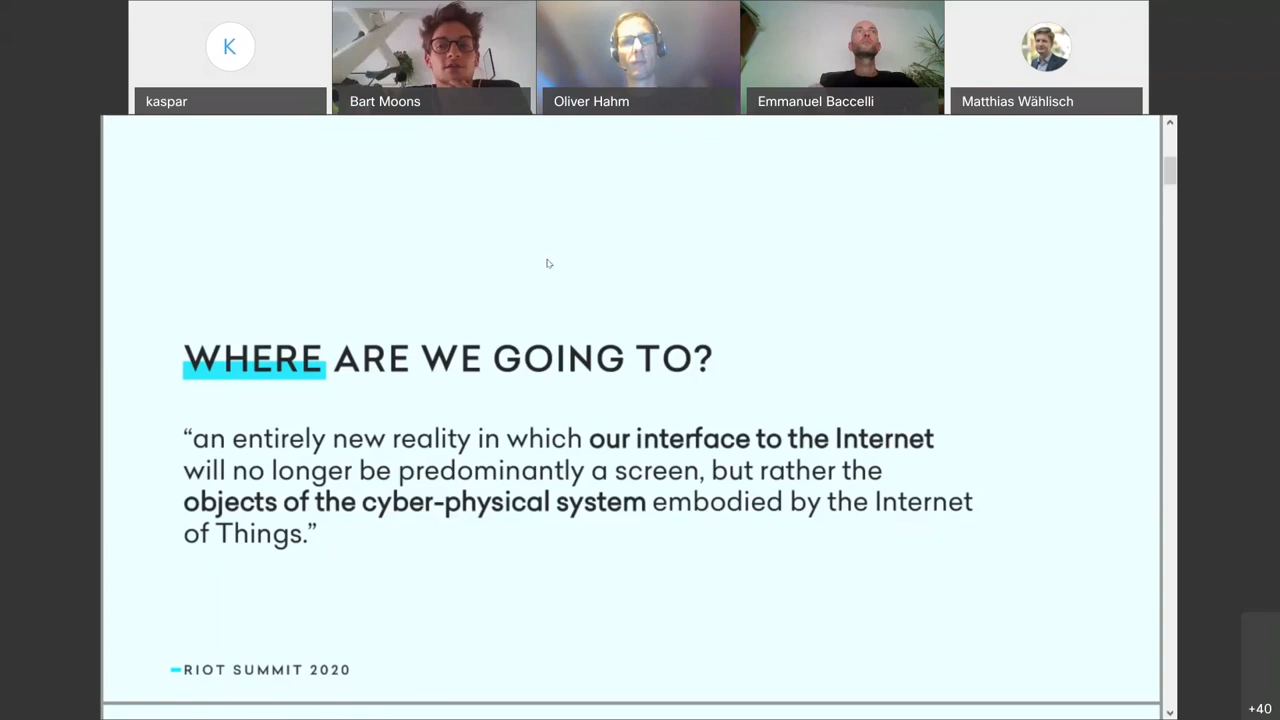 K
kaspar
Bart Moons
Oliver Hahm
Emmanuel Baccelli
Matthias Wählisch
WHERE ARE WE GOING TO?
“an entirely new reality in which our interface to the Internet
will no longer be predominantly a screen, but rather the
objects of the cyber-physical system embodied by the Internet
of Things.”
RIOT SUMMIT 2020
+40